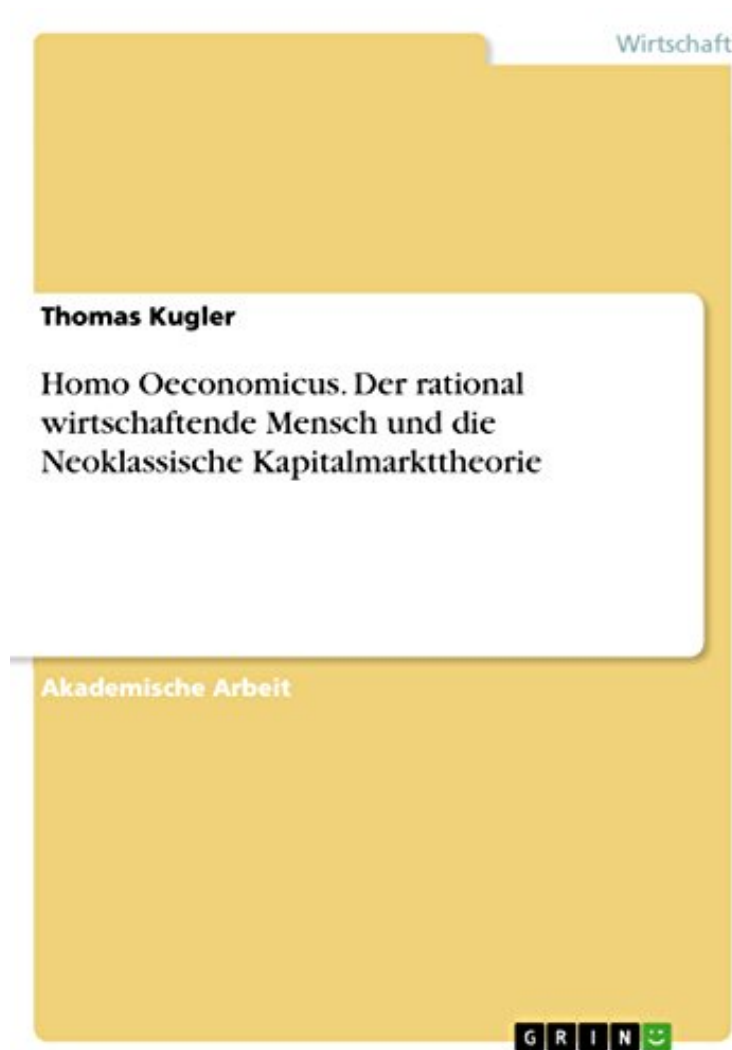 Wirtschaft
Thomas Kugler
Homo Oeconomicus. Der rational
wirtschaftende Mensch und die
Neoklassische Kapitalmarkttheorie
Akademische Arbeit
GRIN